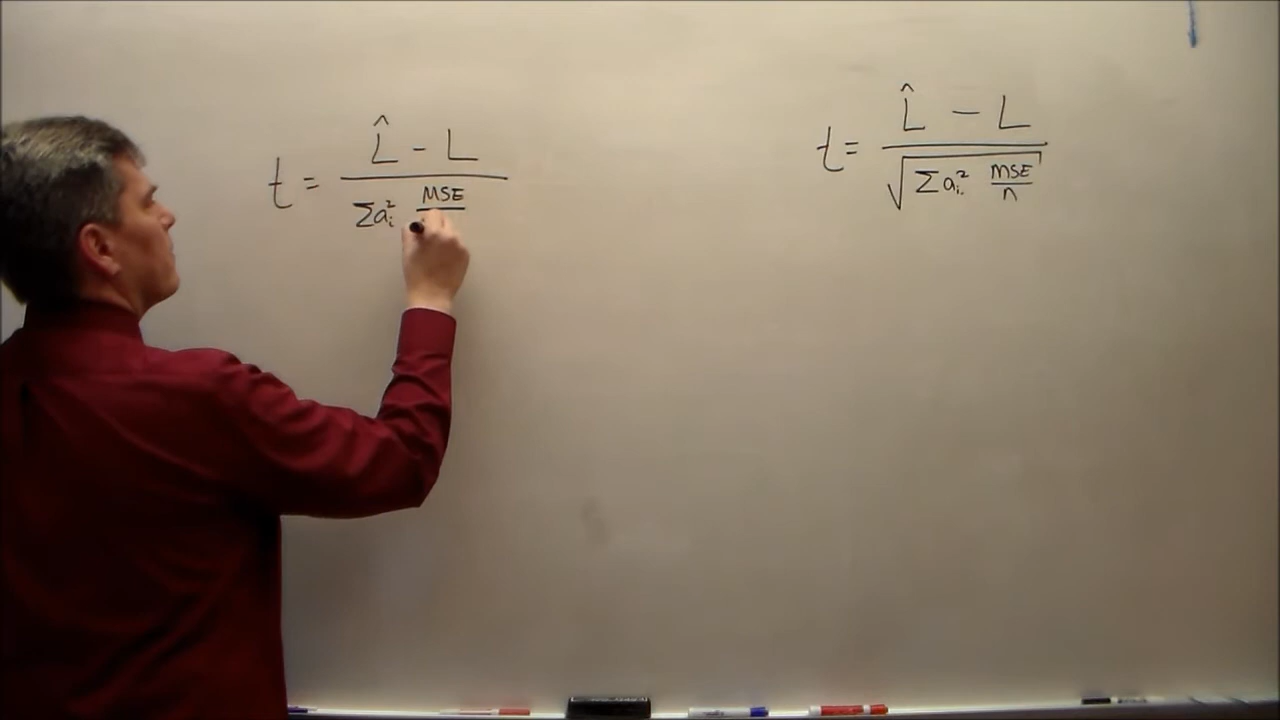 t = L̂ - L / Σaᵢ² MSE
t = L̂ - L / √(Σaᵢ² MSE/n)